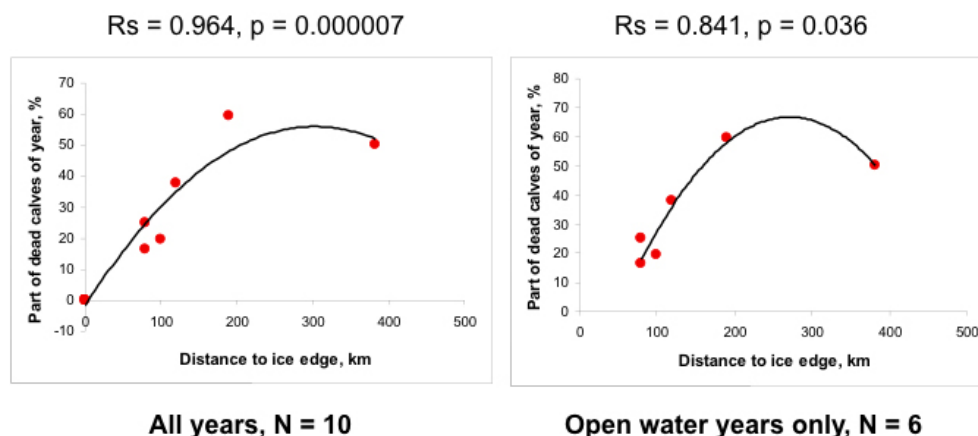 Rs = 0.964, p = 0.000007
Part of dead calves of year, %
70
60
50
40
30
20
10
0
-10
0 100 200 300 400 500
Distance to ice edge, km
All years, N = 10
Rs = 0.841, p = 0.036
Part of dead calves of year, %
80
70
60
50
40
30
20
10
0
0 100 200 300 400 500
Distance to ice edge, km
Open water years only, N = 6